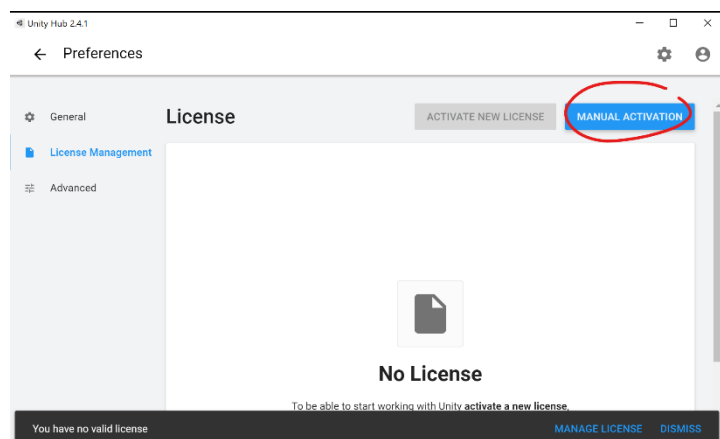 Unity Hub 2.4.1
Preferences
General
License
ACTIVATE NEW LICENSE
MANUAL ACTIVATION
License Management
Advanced
No License
To be able to start working with Unity activate a new license,
You have no valid license
MANAGE LICENSE
DISMISS